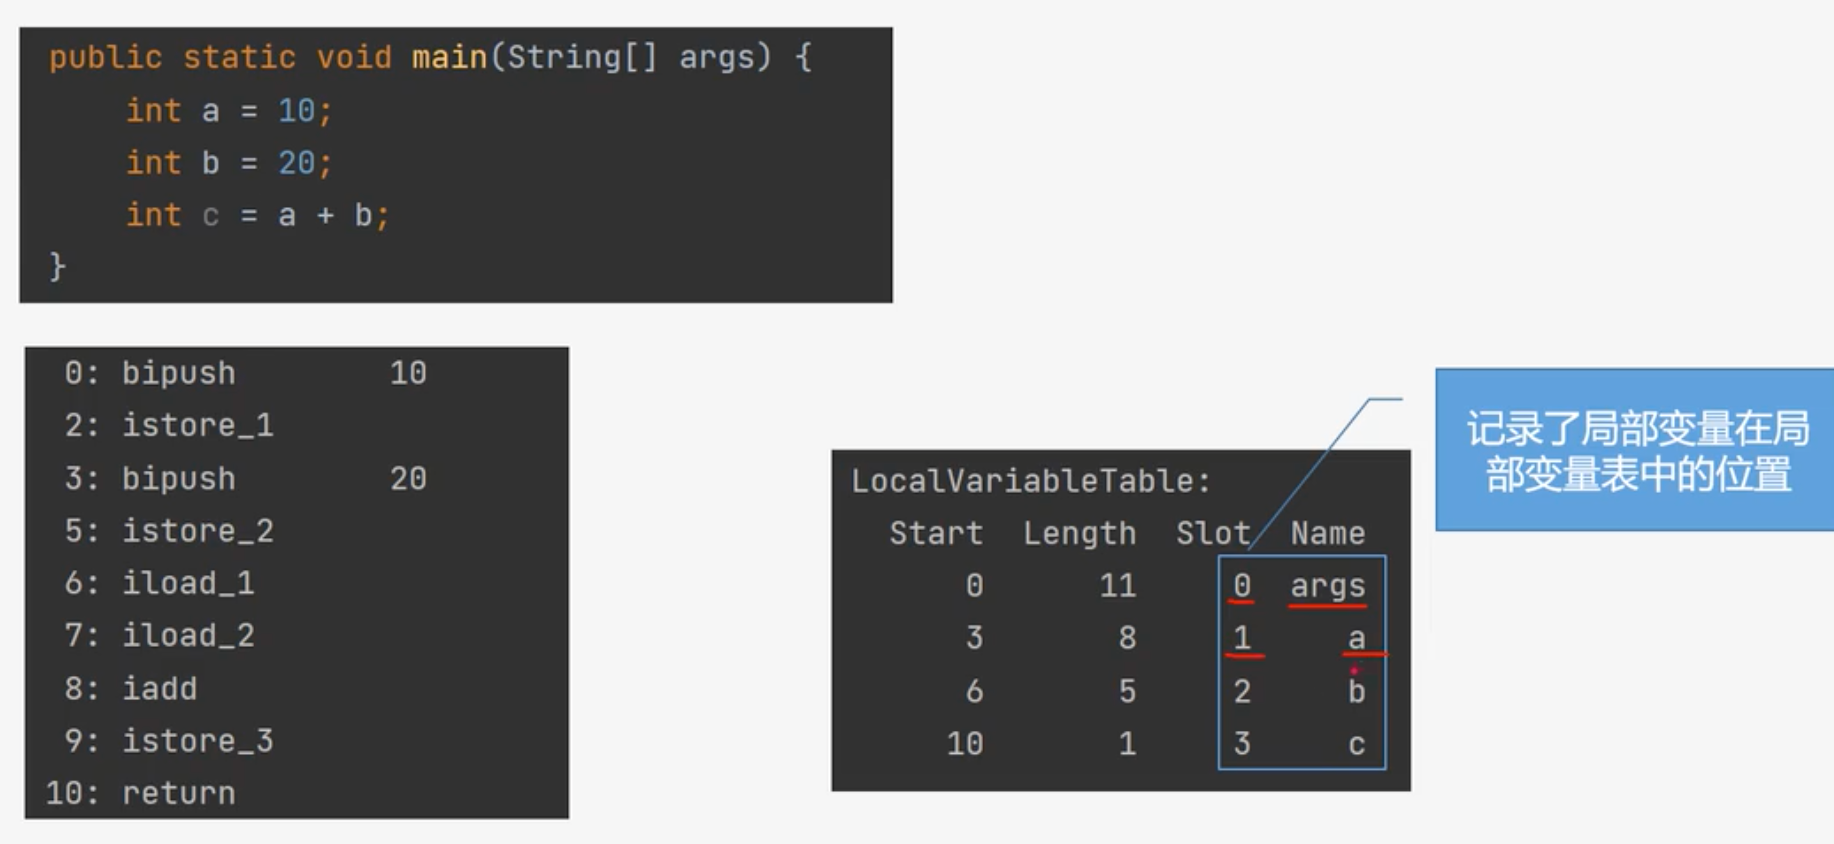 public static void main(String[] args) {
int a = 10;
int b = 20;
int c = a + b;
}
0: bipush 10
2: istore_1
3: bipush 20
5: istore_2
6: iload_1
7: iload_2
8: iadd
9: istore_3
10: return
LocalVariableTable:
Start Length Slot Name
0 11 0 args
3 8 1 a
6 5 2 b
10 1 3 c
记录了局部变量在局
部变量表中的位置